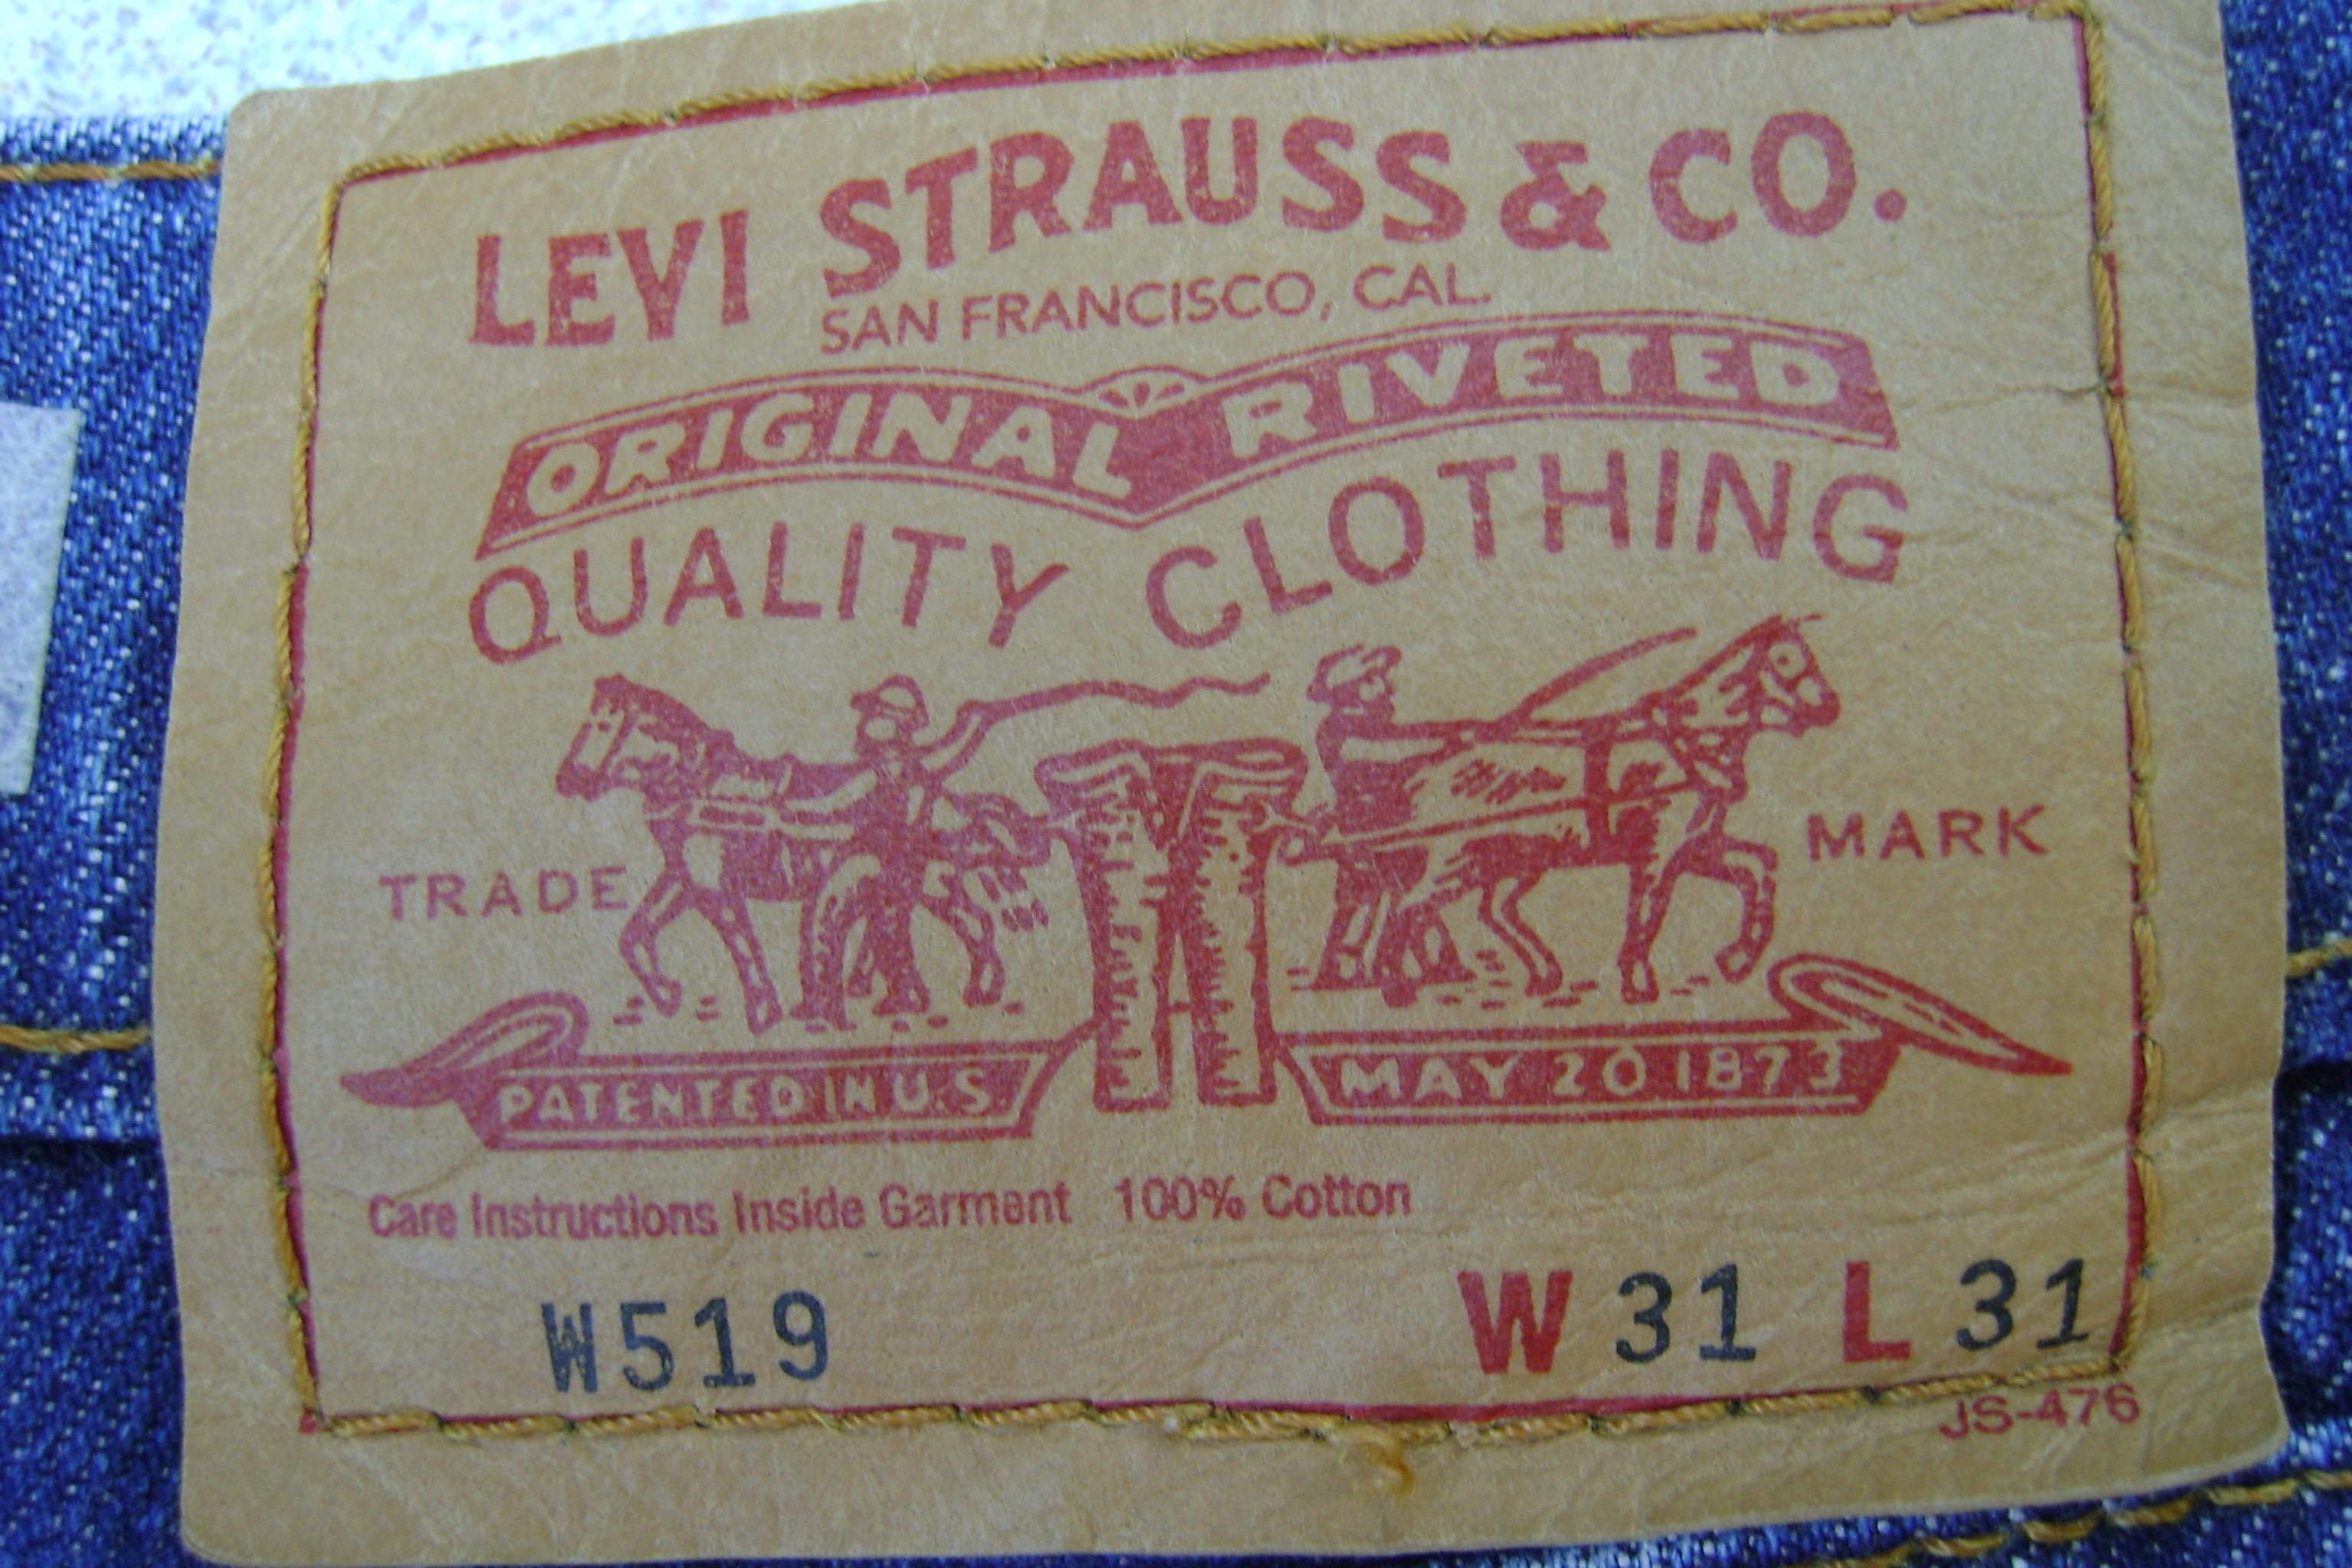 LEVI STRAUSS & CO.
SAN FRANCISCO, CAL.
ORIGINAL RIVETED
QUALITY CLOTHING
TRADE MARK
PATENTED IN U.S. MAY 20 1873
Care Instructions Inside Garment 100% Cotton
W519 W 31 L 31
JS-476